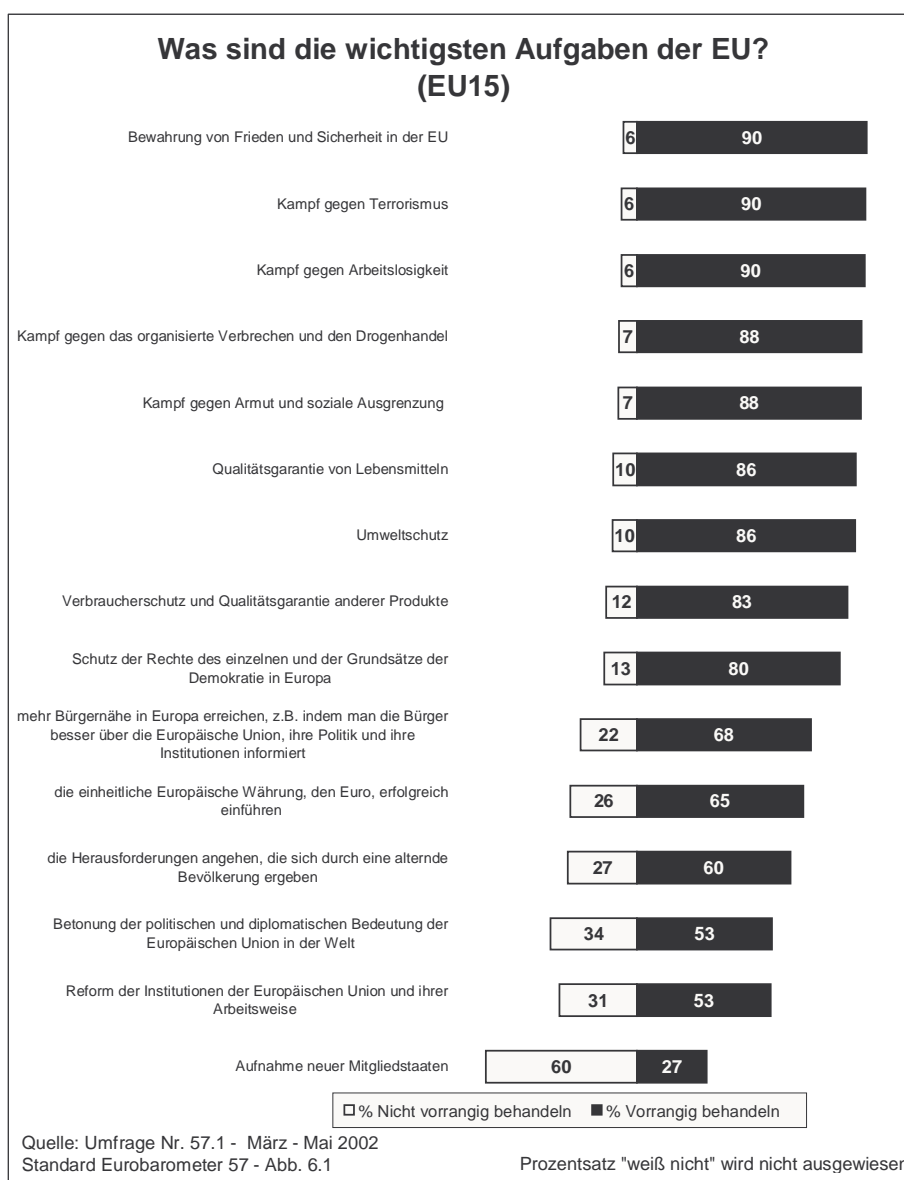 Was sind die wichtigsten Aufgaben der EU?
(EU15)
Bewahrung von Frieden und Sicherheit in der EU
6 90
Kampf gegen Terrorismus
6 90
Kampf gegen Arbeitslosigkeit
6 90
Kampf gegen das organisierte Verbrechen und den Drogenhandel
7 88
Kampf gegen Armut und soziale Ausgrenzung
7 88
Qualitätsgarantie von Lebensmitteln
10 86
Umweltschutz
10 86
Verbraucherschutz und Qualitätsgarantie anderer Produkte
12 83
Schutz der Rechte des einzelnen und der Grundsätze der
Demokratie in Europa
13 80
mehr Bürgernähe in Europa erreichen, z.B. indem man die Bürger
besser über die Europäische Union, ihre Politik und ihre
Institutionen informiert
22 68
die einheitliche Europäische Währung, den Euro, erfolgreich
einführen
26 65
die Herausforderungen angehen, die sich durch eine alternde
Bevölkerung ergeben
27 60
Betonung der politischen und diplomatischen Bedeutung der
Europäischen Union in der Welt
34 53
Reform der Institutionen der Europäischen Union und ihrer
Arbeitsweise
31 53
Aufnahme neuer Mitgliedstaaten
60 27
% Nicht vorrangig behandeln % Vorrangig behandeln
Quelle: Umfrage Nr. 57.1 - März - Mai 2002
Standard Eurobarometer 57 - Abb. 6.1
Prozentsatz "weiß nicht" wird nicht ausgewiesen